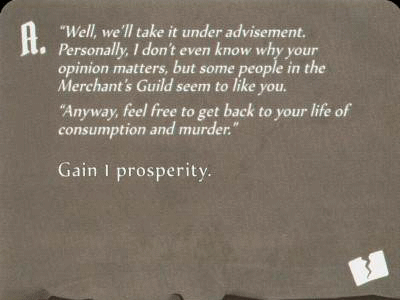 A. "Well, we'll take it under advisement.
Personally, I don't even know why your
opinion matters, but some people in the
Merchant's Guild seem to like you.
"Anyway, feel free to get back to your life of
consumption and murder."
Gain 1 prosperity.